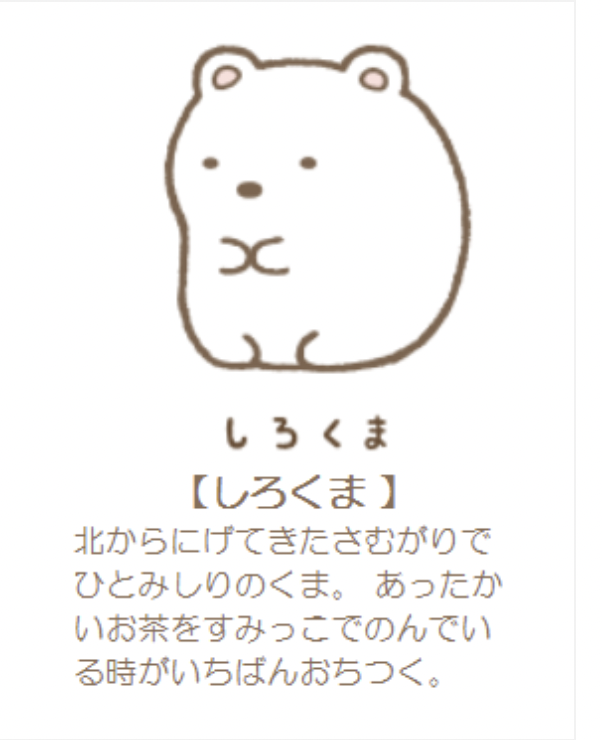 しろくま
【しろくま 】
北からにげてきたさむがりで
ひとみしりのくま。 あったか
いお茶をすみっこでのんでい
る時がいちばんおちつく。